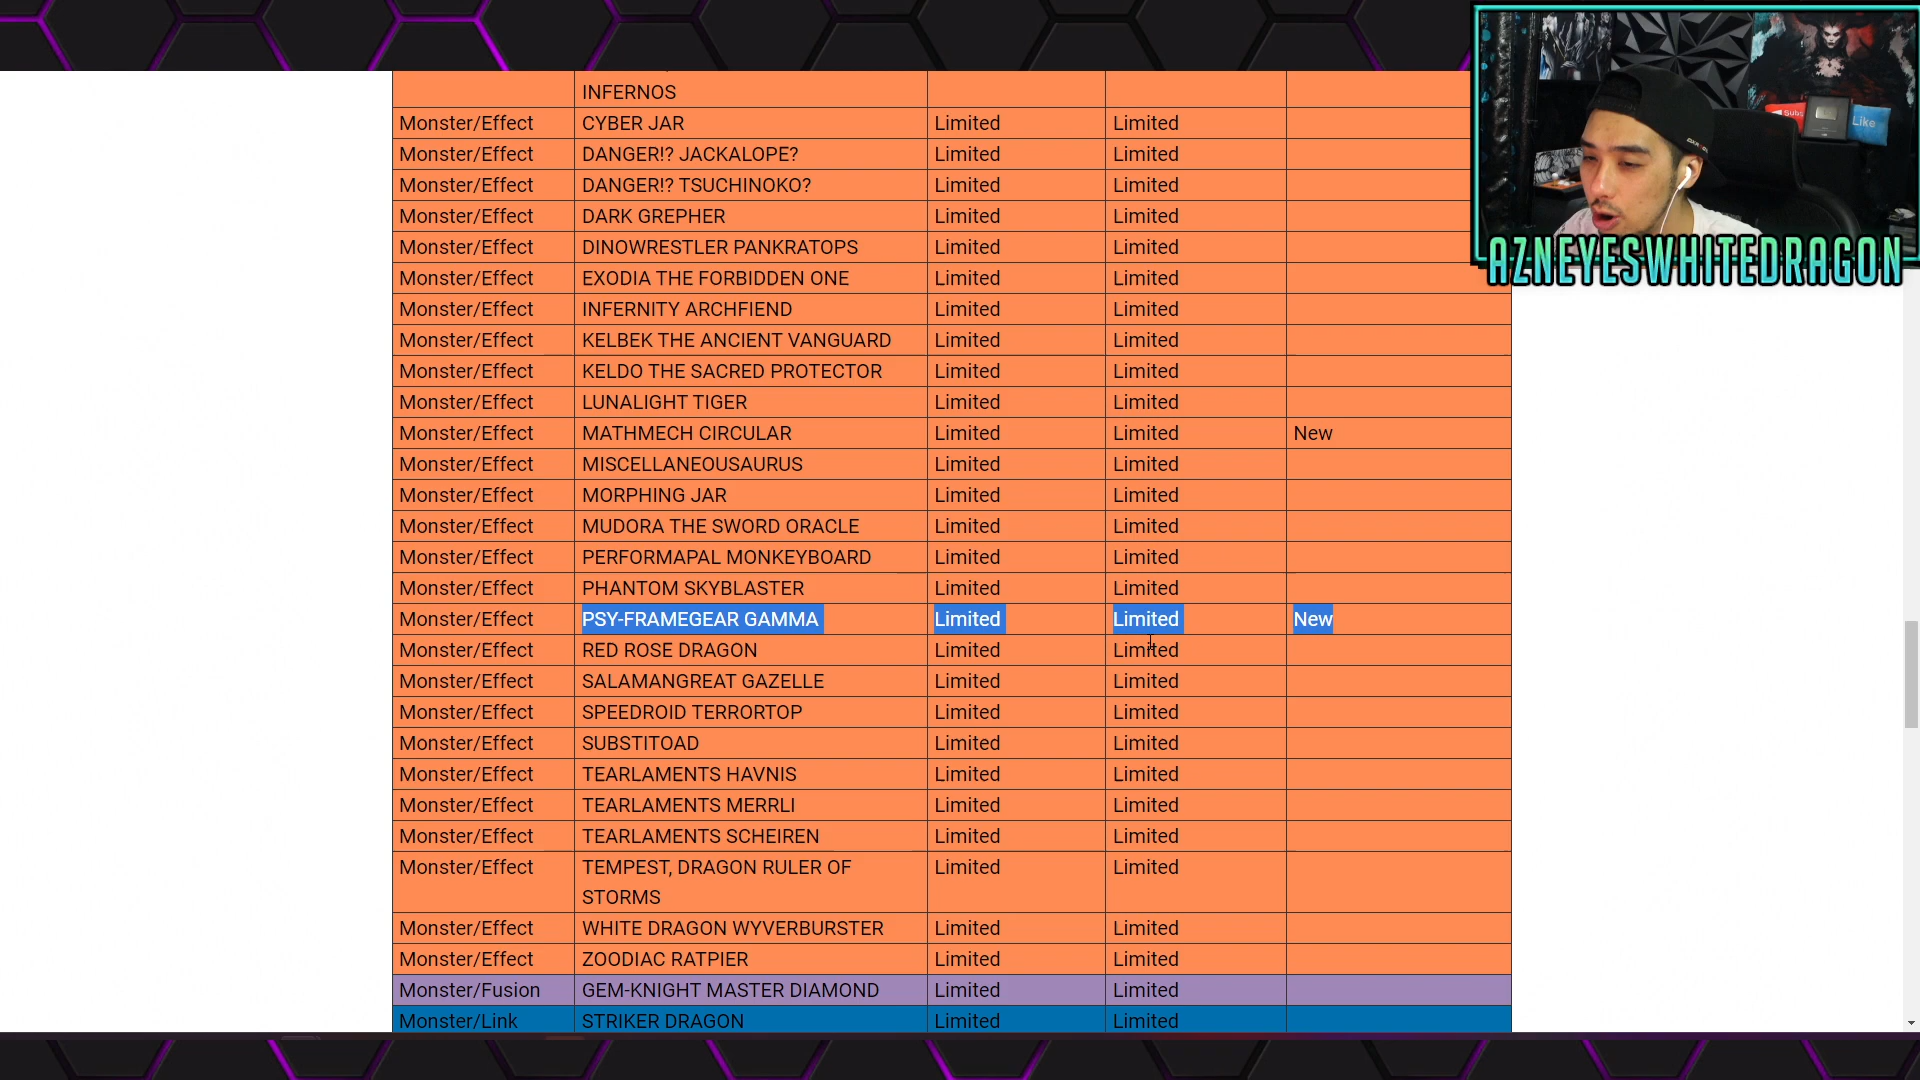 INFERNOS
Monster/Effect CYBER JAR Limited Limited
Monster/Effect DANGER!? JACKALOPE? Limited Limited
Monster/Effect DANGER!? TSUCHINOKO? Limited Limited
Monster/Effect DARK GREPHER Limited Limited
Monster/Effect DINOWRESTLER PANKRATOPS Limited Limited
Monster/Effect EXODIA THE FORBIDDEN ONE Limited Limited
Monster/Effect INFERNITY ARCHFIEND Limited Limited
Monster/Effect KELBEK THE ANCIENT VANGUARD Limited Limited
Monster/Effect KELDO THE SACRED PROTECTOR Limited Limited
Monster/Effect LUNALIGHT TIGER Limited Limited
Monster/Effect MATHMECH CIRCULAR Limited Limited New
Monster/Effect MISCELLANEOUSAURUS Limited Limited
Monster/Effect MORPHING JAR Limited Limited
Monster/Effect MUDORA THE SWORD ORACLE Limited Limited
Monster/Effect PERFORMAPAL MONKEYBOARD Limited Limited
Monster/Effect PHANTOM SKYBLASTER Limited Limited
Monster/Effect PSY-FRAMEGEAR GAMMA Limited Limited New
Monster/Effect RED ROSE DRAGON Limited Limited
Monster/Effect SALAMANGREAT GAZELLE Limited Limited
Monster/Effect SPEEDROID TERRORTOP Limited Limited
Monster/Effect SUBSTITOAD Limited Limited
Monster/Effect TEARLAMENTS HAVNIS Limited Limited
Monster/Effect TEARLAMENTS MERRLI Limited Limited
Monster/Effect TEARLAMENTS SCHEIREN Limited Limited
Monster/Effect TEMPEST, DRAGON RULER OF Limited Limited
STORMS
Monster/Effect WHITE DRAGON WYVERBURSTER Limited Limited
Monster/Effect ZOODIAC RATPIER Limited Limited
Monster/Fusion GEM-KNIGHT MASTER DIAMOND Limited Limited
Monster/Link STRIKER DRAGON Limited Limited
Subs
Like
AZNEYESWHITEDRAGON